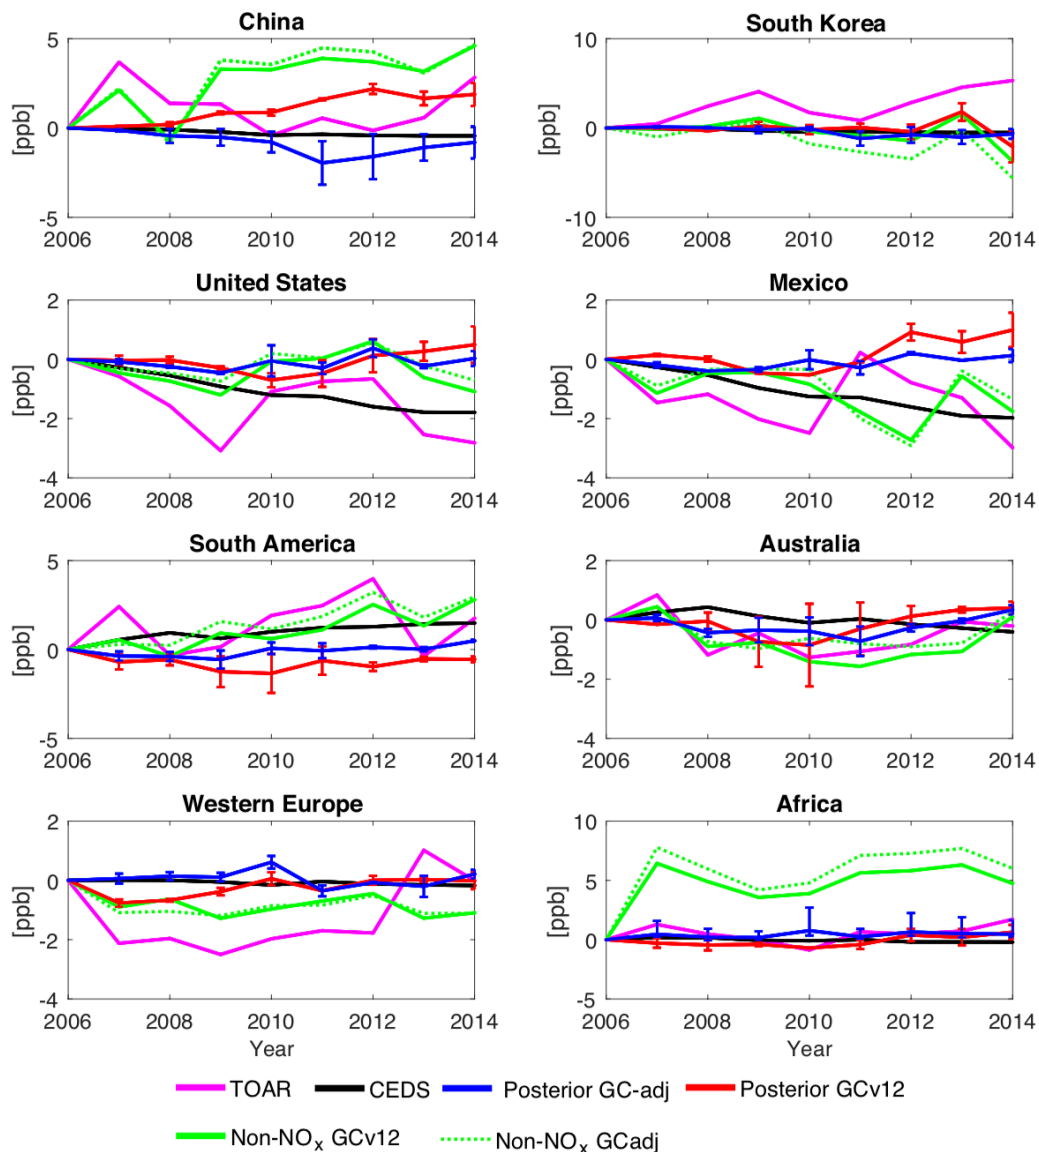 China
South Korea
5
0
-5
[ppb]
2006 2008 2010 2012 2014
10
0
-10
[ppb]
2006 2008 2010 2012 2014
United States
Mexico
2
0
-2
-4
[ppb]
2006 2008 2010 2012 2014
2
0
-2
-4
[ppb]
2006 2008 2010 2012 2014
South America
Australia
5
0
-5
[ppb]
2006 2008 2010 2012 2014
2
0
-2
-4
[ppb]
2006 2008 2010 2012 2014
Western Europe
Africa
2
0
-2
-4
[ppb]
2006 2008 2010 2012 2014
Year
10
5
0
-5
[ppb]
2006 2008 2010 2012 2014
Year
TOAR CEDS Posterior GC-adj Posterior GCv12
Non-NOₓ GCv12 Non-NOₓ GCadj